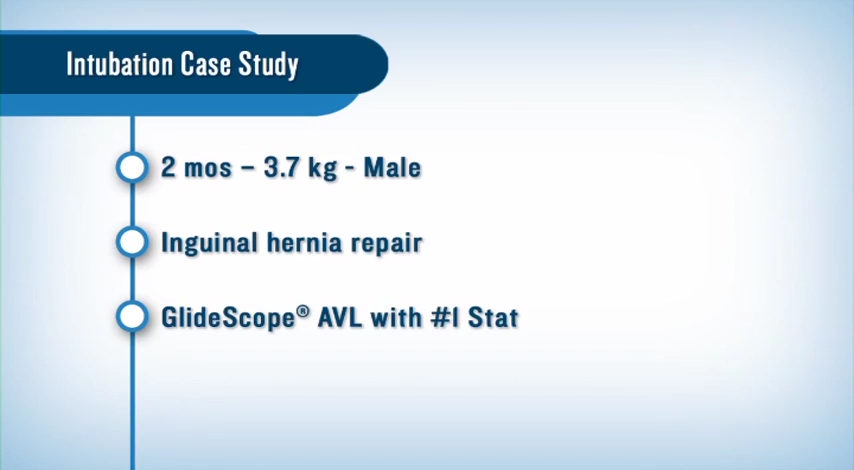 Intubation Case Study
2 mos – 3.7 kg - Male
Inguinal hernia repair
GlideScope® AVL with #1 Stat